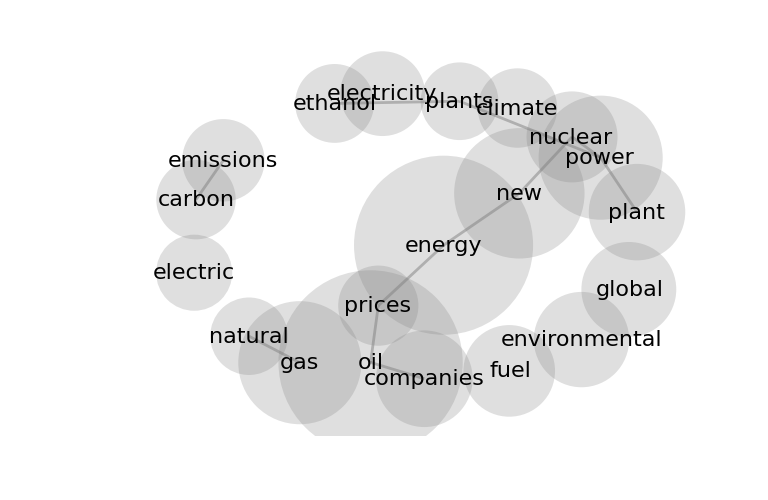 electricity
ethanol
plants
climate
nuclear
power
emissions
new
carbon
plant
energy
electric
global
prices
natural
environmental
gas
oil
fuel
companies